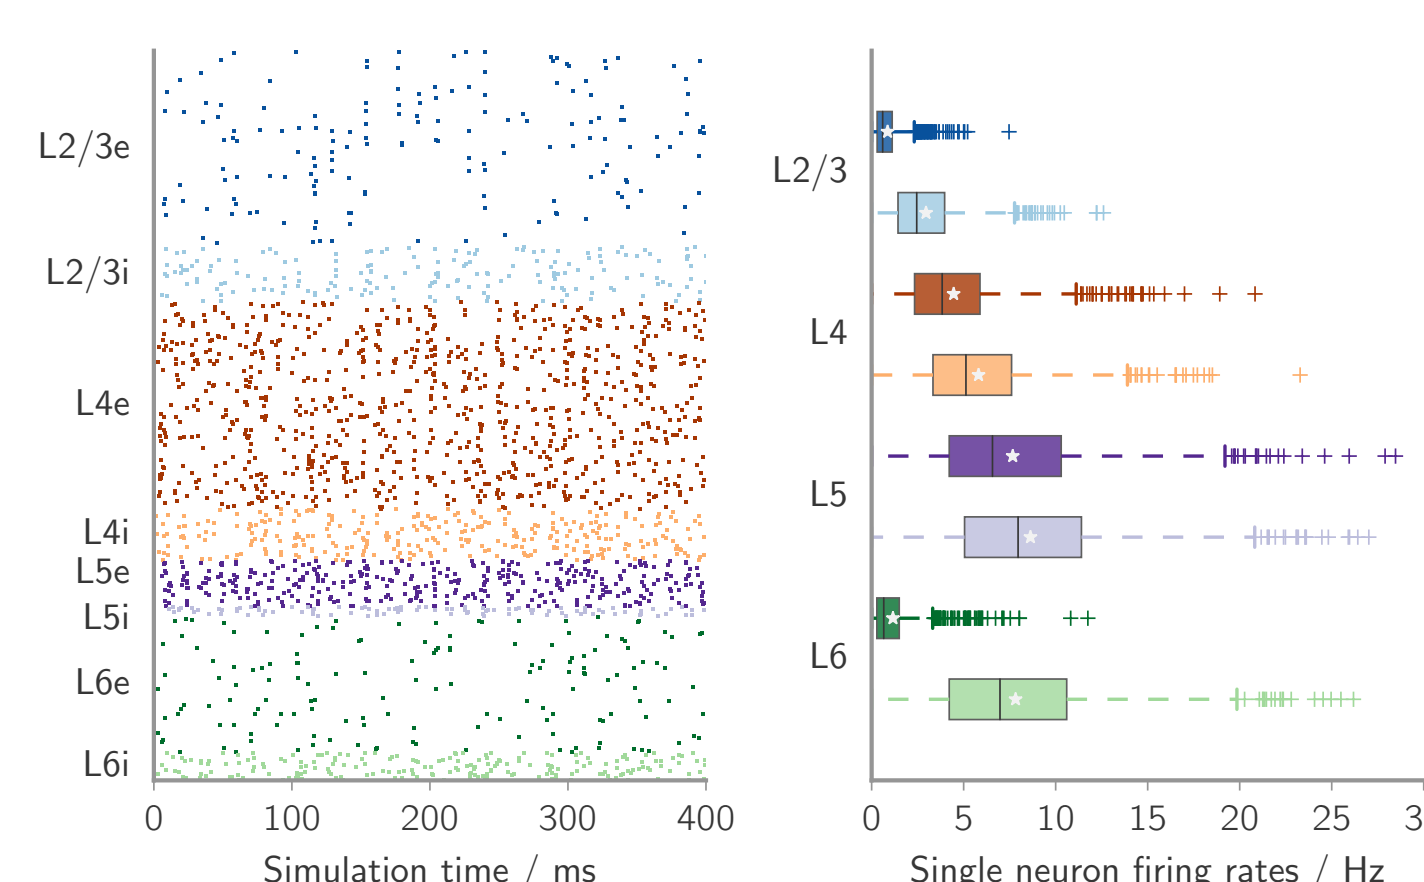 L2/3e
L2/3i
L4e
L4i
L5e
L5i
L6e
L6i
0 100 200 300 400
Simulation time / ms
L2/3
L4
L5
L6
0 5 10 15 20 25 3
Single neuron firing rates / Hz